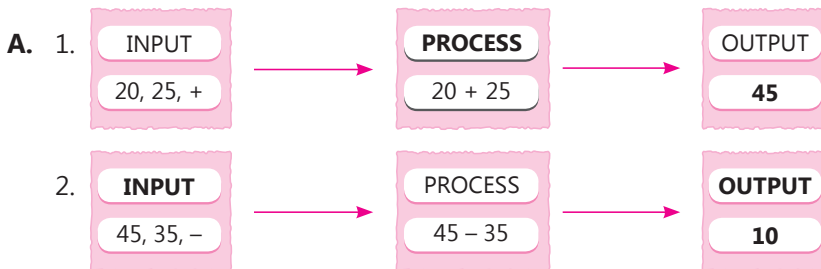 A. 1. INPUT PROCESS OUTPUT
20, 25, + 20 + 25 45
2. INPUT PROCESS OUTPUT
45, 35, – 45 – 35 10